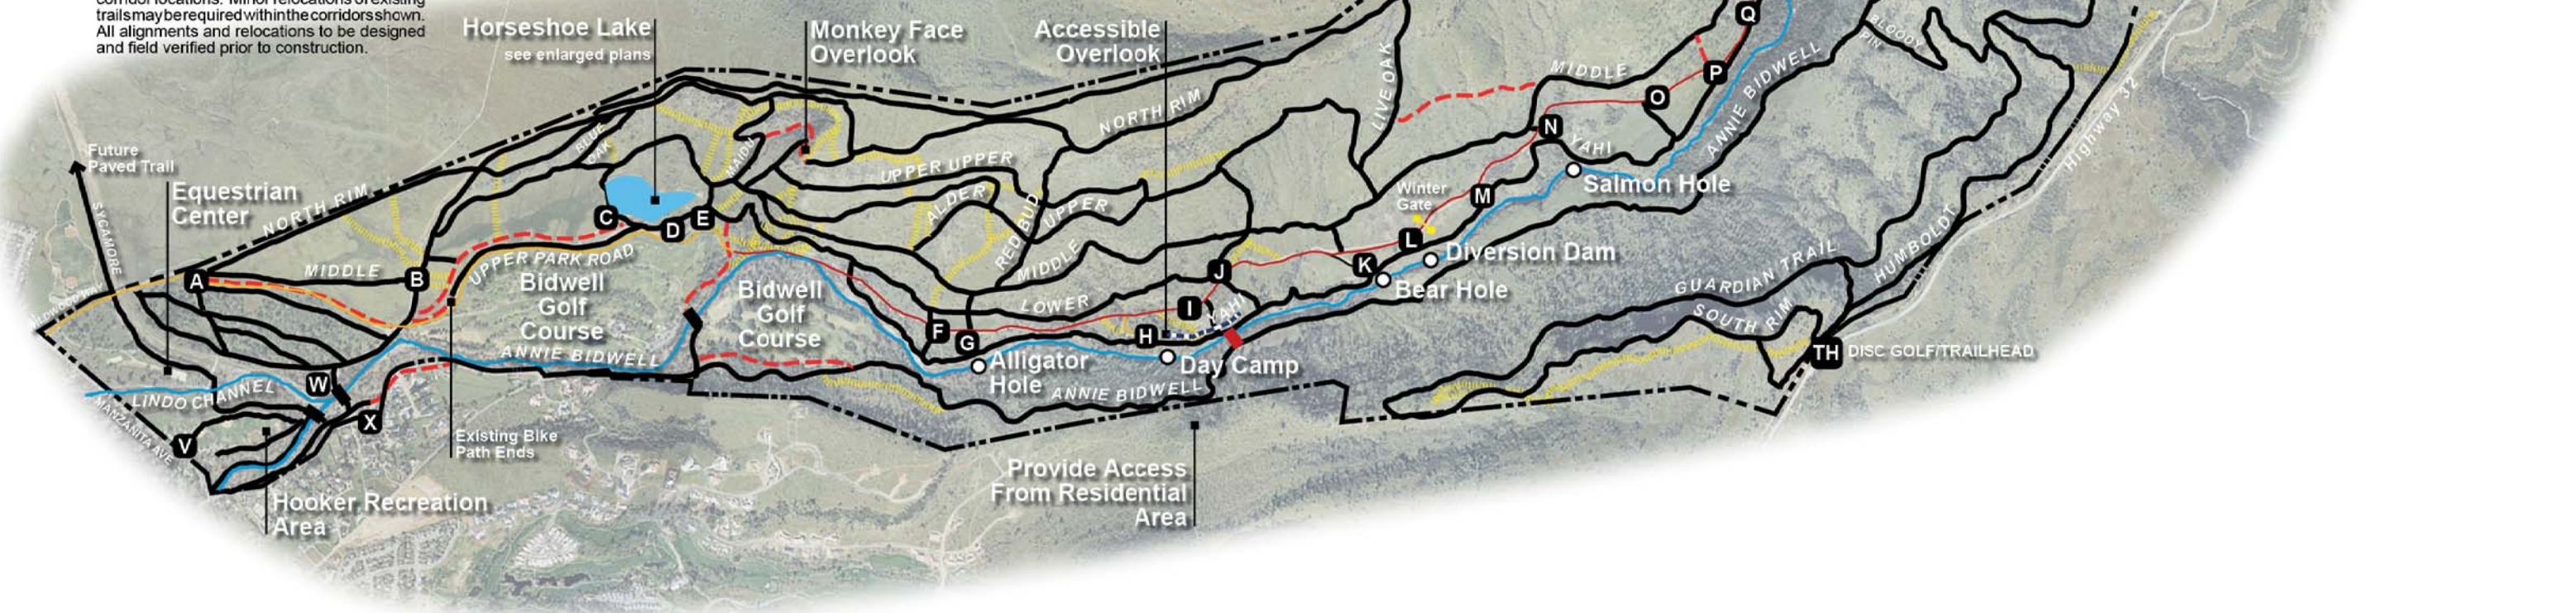 trails may be required within the corridors shown.
All alignments and relocations to be designed
and field verified prior to construction.
Horseshoe Lake
see enlarged plans
Monkey Face
Overlook
Accessible
Overlook
Q
MIDDLE
P
O
LIVE OAK
NORTH RIM
N
YAHI
ANNIE BIDWELL
Highway 32
Future
Paved Trail
Equestrian
Center
NORTH RIM
SYCAMORE
BLUE
OAK
UPPER UPPER
ALDER
REDBUD
UPPER
MIDDLE
Salmon Hole
Winter
Gate
M
L
Diversion Dam
C
D
E
A
MIDDLE
B
UPPER PARK ROAD
Bidwell
Golf
Course
Bidwell
Golf
Course
LOWER
J
K
Bear Hole
I
YAHI
H
F
G
Alligator
Hole
Day Camp
GUARDIAN TRAIL
HUMBOLDT
SOUTH RIM
TH
DISC GOLF/TRAILHEAD
ANNIE BIDWELL
ANNIE BIDWELL
W
LINDO CHANNEL
MANZANITA AVE
X
V
Existing Bike
Path Ends
Hooker Recreation
Area
Provide Access
From Residential
Area